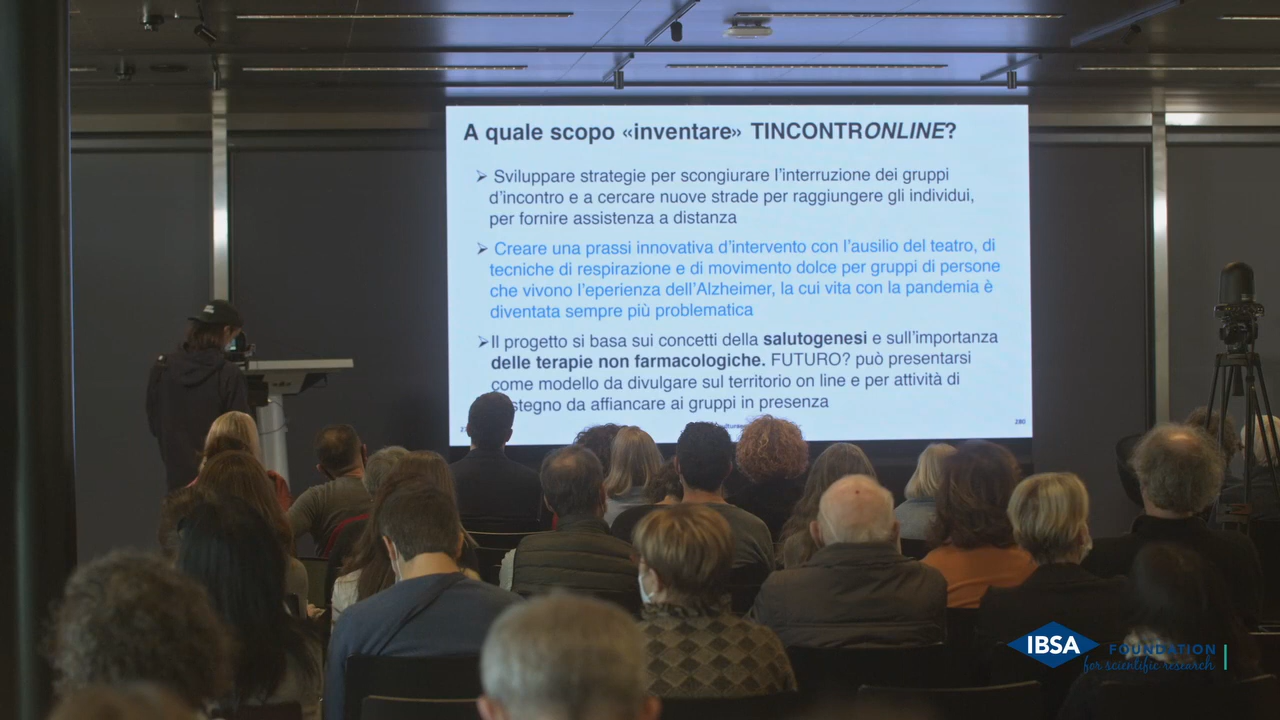 A quale scopo «inventare» TINCONTRONLINE?
➢ Sviluppare strategie per scongiurare l'interruzione dei gruppi
d'incontro e a cercare nuove strade per raggiungere gli individui,
per fornire assistenza a distanza
➢ Creare una prassi innovativa d'intervento con l'ausilio del teatro, di
tecniche di respirazione e di movimento dolce per gruppi di persone
che vivono l'eperienza dell'Alzheimer, la cui vita con la pandemia è
diventata sempre più problematica
➢Il progetto si basa sui concetti della salutogenesi e sull'importanza
delle terapie non farmacologiche. FUTURO? può presentarsi
come modello da divulgare sul territorio on line e per attività di
stegno da affiancare ai gruppi in presenza
280
IBSA FOUNDATION
for scientific research